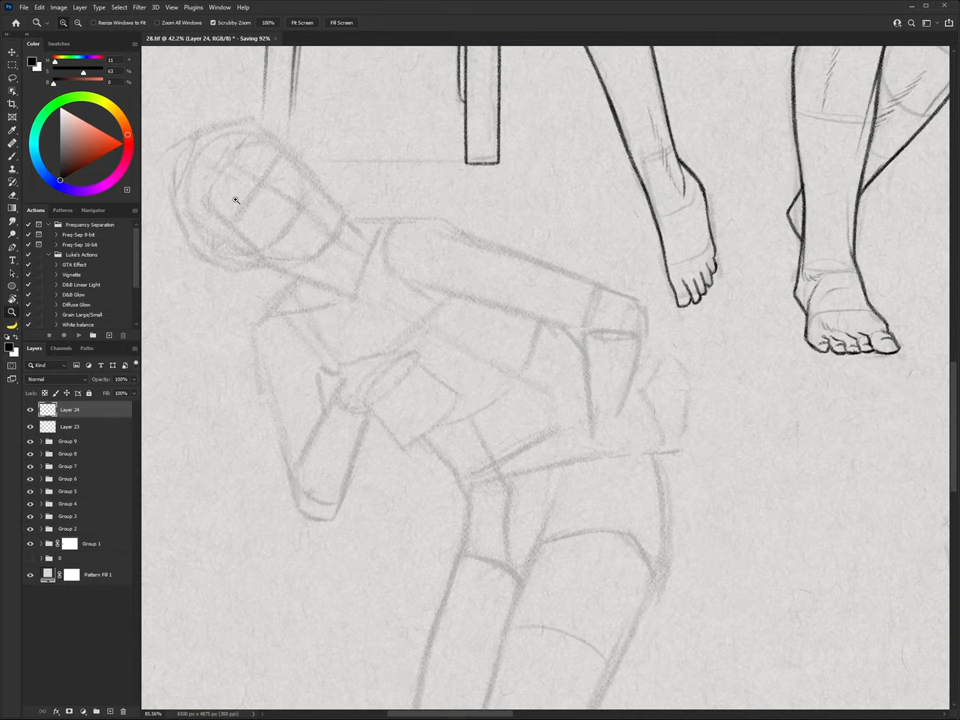 File Edit Image Layer Type Select Filter 3D View Plugins Window Help
Resize Windows to Fit Zoom All Windows Scrubby Zoom 100% Fit Screen Fill Screen
28.tif @ 42.2% (Layer 24, RGB/8) * - Saving 92% ×
Color Swatches
H 11 °
S 63 %
B 0 %
Actions Patterns Navigator
Frequency Separation
Freq-Sep 8-bit
Freq-Sep 16-bit
Luke's Actions
GTA Effect
Vignette
D&B Linear Light
D&B Glow
Diffuse Glow
Grain Large/Small
White balance
Layers Channels Paths
Kind
Normal Opacity: 100%
Lock: Fill: 100%
Layer 24
Layer 23
Group 9
Group 8
Group 7
Group 6
Group 5
Group 4
Group 3
Group 2
Group 1
0
Pattern Fill 1
fx